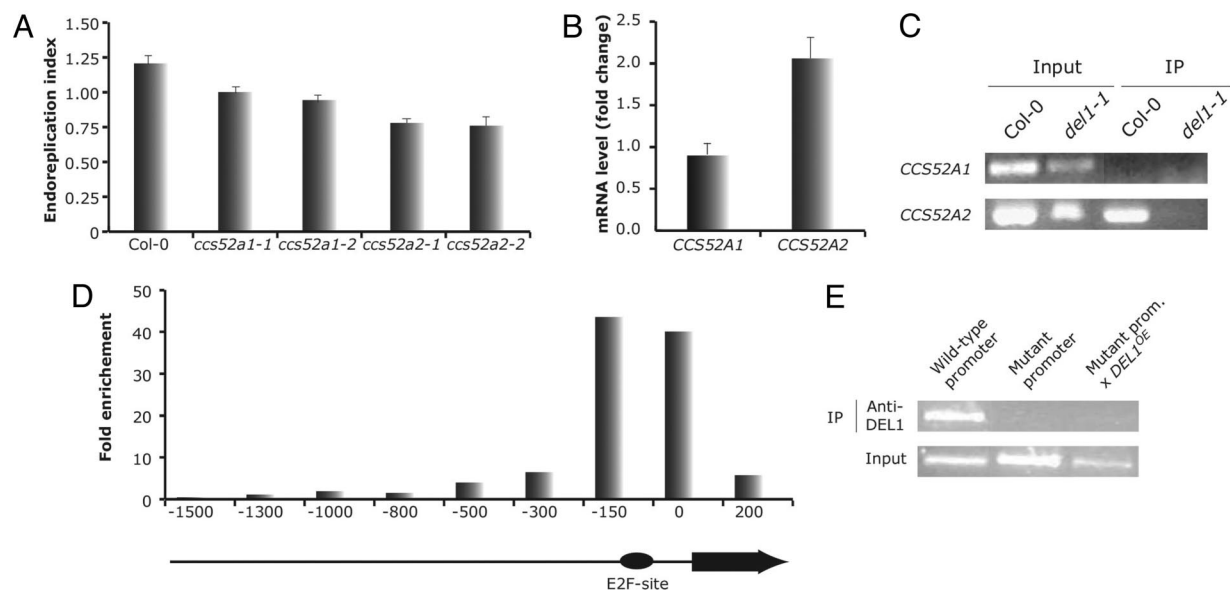 A
Endoreplication index
1.50
1.25
1.00
0.75
0.50
0.25
0
Col-0 ccs52a1-1 ccs52a1-2 ccs52a2-1 ccs52a2-2
B
mRNA level (fold change)
2.5
2.0
1.5
1.0
0.5
0.0
CCS52A1 CCS52A2
C
Input IP
Col-0 del1-1 Col-0 del1-1
CCS52A1
CCS52A2
D
Fold enrichement
50
40
30
20
10
0
-1500 -1300 -1000 -800 -500 -300 -150 0 200
E2F-site
E
Wild-type
promoter
Mutant
promoter
Mutant prom.
x DEL1OE
IP
Anti-
DEL1
Input